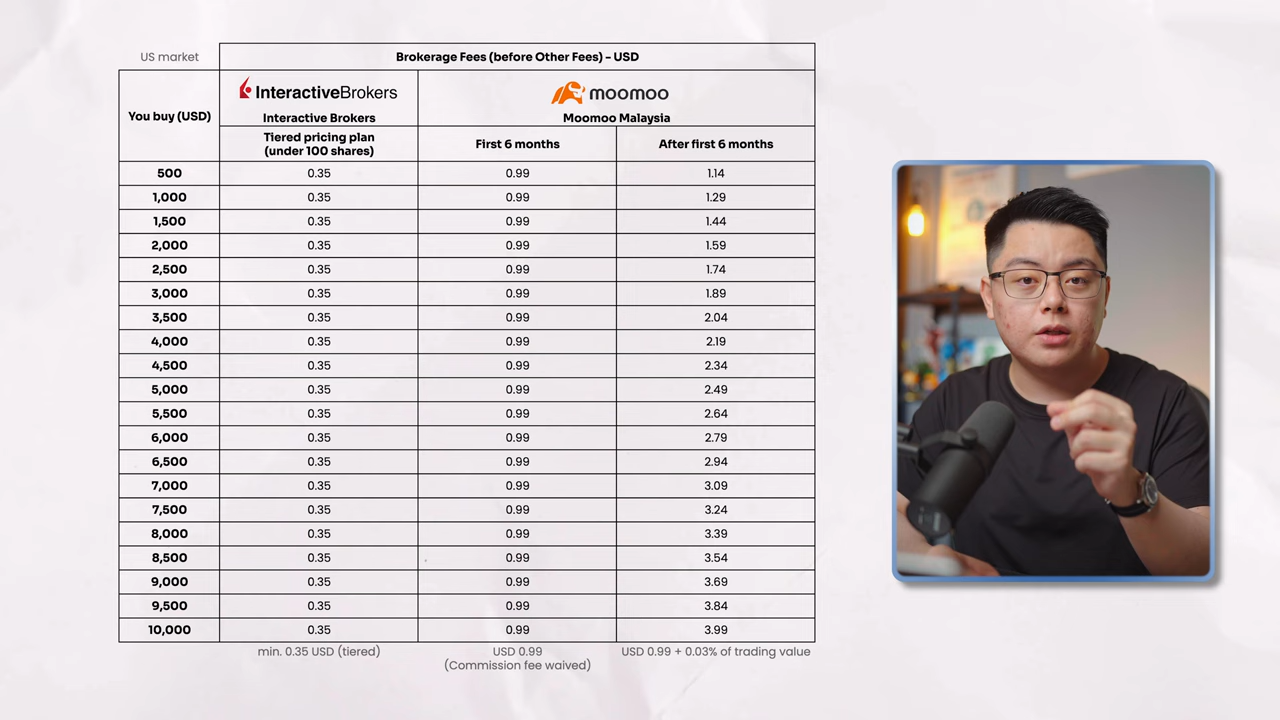 US market
Brokerage Fees (before Other Fees) – USD
You buy (USD)
InteractiveBrokers
moomoo
Interactive Brokers
Moomoo Malaysia
Tiered pricing plan
(under 100 shares)
First 6 months
After first 6 months
500 0.35 0.99 1.14
1,000 0.35 0.99 1.29
1,500 0.35 0.99 1.44
2,000 0.35 0.99 1.59
2,500 0.35 0.99 1.74
3,000 0.35 0.99 1.89
3,500 0.35 0.99 2.04
4,000 0.35 0.99 2.19
4,500 0.35 0.99 2.34
5,000 0.35 0.99 2.49
5,500 0.35 0.99 2.64
6,000 0.35 0.99 2.79
6,500 0.35 0.99 2.94
7,000 0.35 0.99 3.09
7,500 0.35 0.99 3.24
8,000 0.35 0.99 3.39
8,500 0.35 0.99 3.54
9,000 0.35 0.99 3.69
9,500 0.35 0.99 3.84
10,000 0.35 0.99 3.99
min. 0.35 USD (tiered)
USD 0.99
(Commission fee waived)
USD 0.99 + 0.03% of trading value